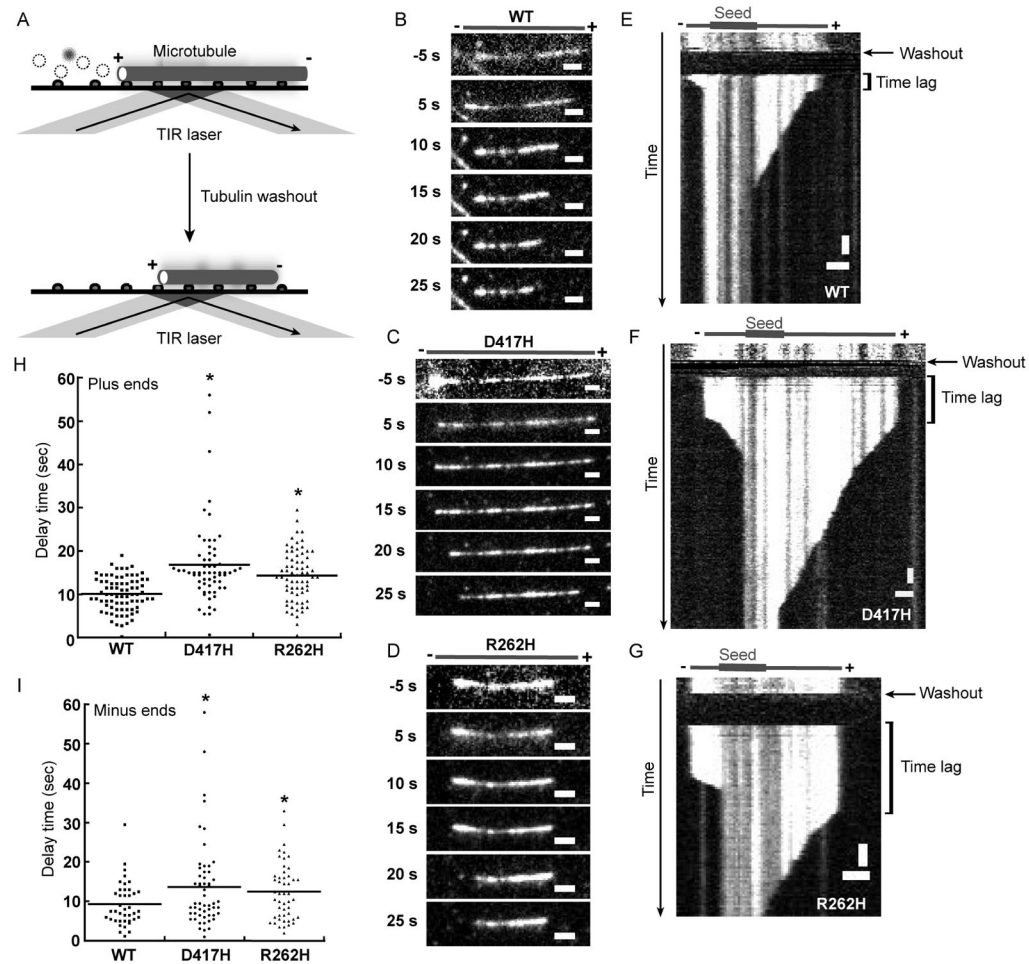 A
Microtubule
+
-
TIR laser
Tubulin washout
+
-
TIR laser
B
WT
-
+
-5 s
5 s
10 s
15 s
20 s
25 s
C
D417H
-
+
-5 s
5 s
10 s
15 s
20 s
25 s
D
R262H
-
+
-5 s
5 s
10 s
15 s
20 s
25 s
E
-
Seed
+
Washout
Time lag
Time
WT
F
-
Seed
+
Washout
Time lag
Time
D417H
G
-
Seed
+
Washout
Time lag
Time
R262H
H
Plus ends
Delay time (sec)
60
50
40
30
20
10
0
*
*
WT D417H R262H
I
Minus ends
Delay time (sec)
60
50
40
30
20
10
0
*
*
WT D417H R262H